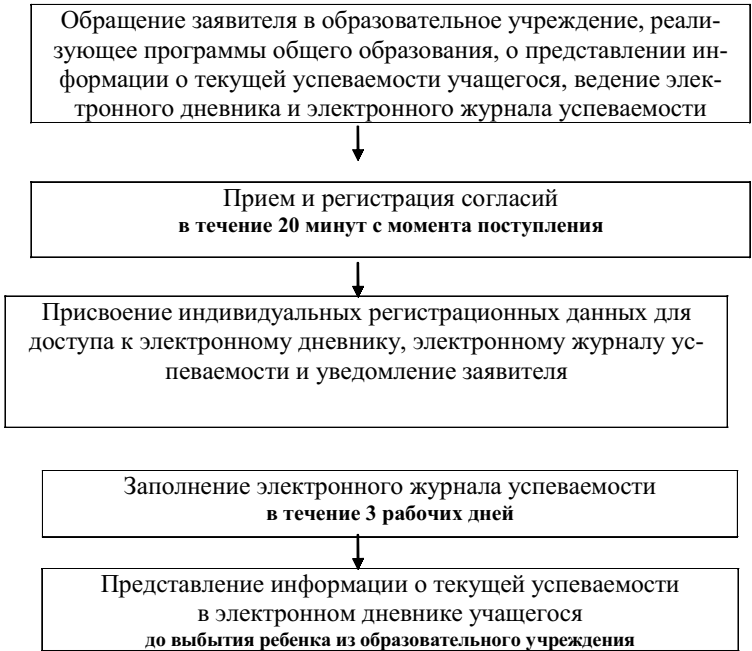 Обращение заявителя в образовательное учреждение, реали-
зующее программы общего образования, о представлении ин-
формации о текущей успеваемости учащегося, ведение элек-
тронного дневника и электронного журнала успеваемости
Прием и регистрация согласий
в течение 20 минут с момента поступления
Присвоение индивидуальных регистрационных данных для
доступа к электронному дневнику, электронному журналу ус-
певаемости и уведомление заявителя
Заполнение электронного журнала успеваемости
в течение 3 рабочих дней
Представление информации о текущей успеваемости
в электронном дневнике учащегося
до выбытия ребенка из образовательного учреждения